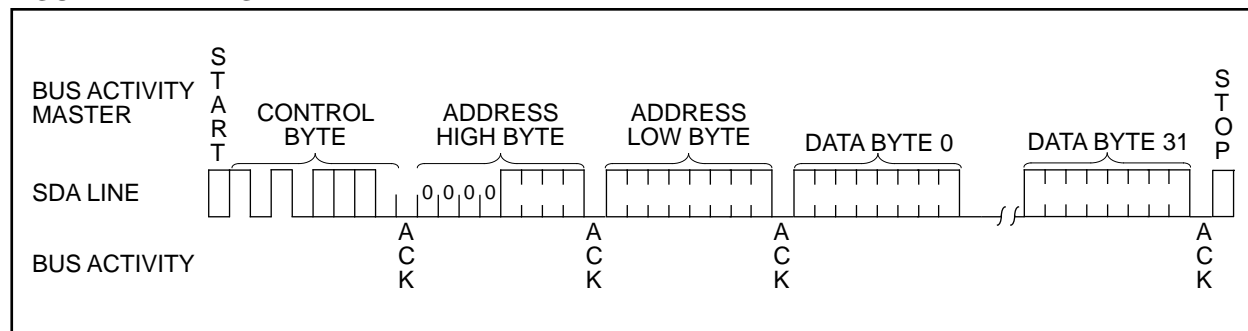 START
BUS ACTIVITY
MASTER
CONTROL
BYTE
ADDRESS
HIGH BYTE
ADDRESS
LOW BYTE
DATA BYTE 0
DATA BYTE 31
STOP
SDA LINE
0 0 0 0
BUS ACTIVITY
ACK
ACK
ACK
ACK